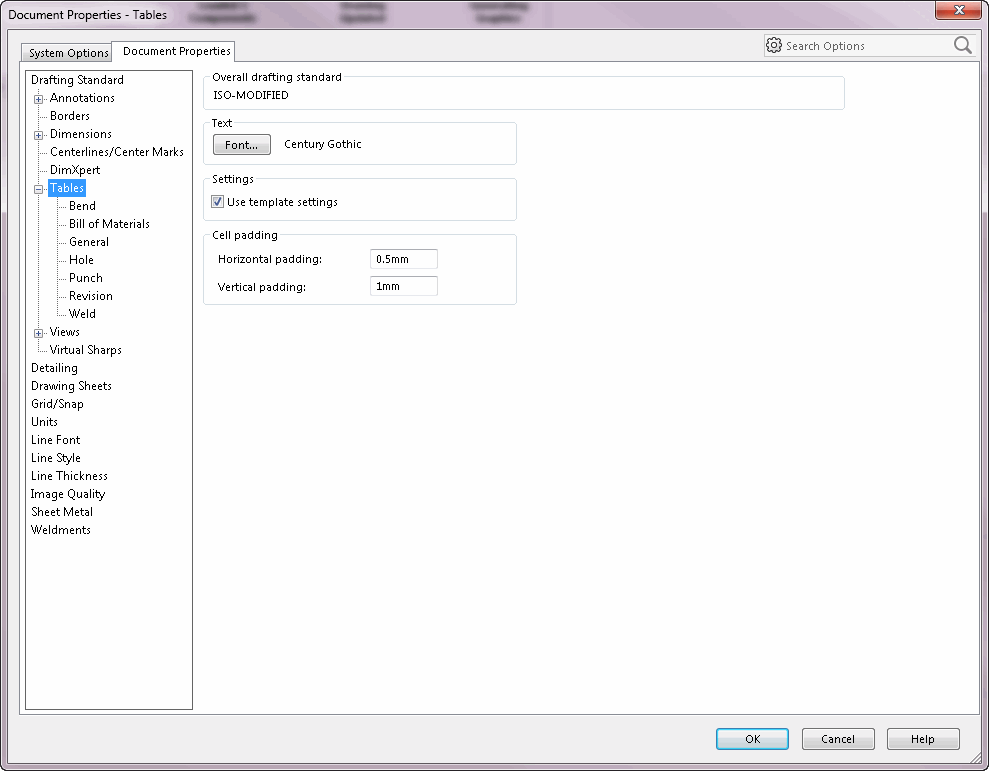 Document Properties - Tables
System Options
Document Properties
Search Options
Drafting Standard
Annotations
Borders
Dimensions
Centerlines/Center Marks
DimXpert
Tables
Bend
Bill of Materials
General
Hole
Punch
Revision
Weld
Views
Virtual Sharps
Detailing
Drawing Sheets
Grid/Snap
Units
Line Font
Line Style
Line Thickness
Image Quality
Sheet Metal
Weldments
Overall drafting standard
ISO-MODIFIED
Text
Font... Century Gothic
Settings
Use template settings
Cell padding
Horizontal padding: 0.5mm
Vertical padding: 1mm
OK Cancel Help